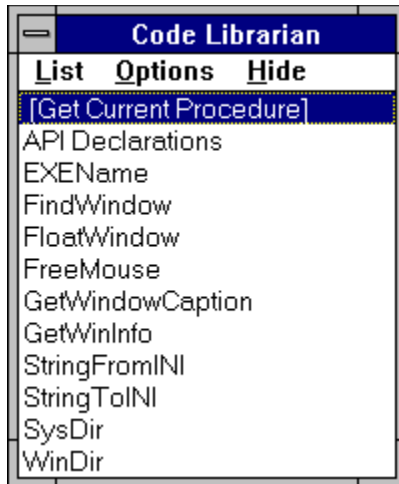 Code Librarian
List Options Hide
[Get Current Procedure]
API Declarations
EXEName
FindWindow
FloatWindow
FreeMouse
GetWindowCaption
GetWinInfo
StringFromINI
StringToINI
SysDir
WinDir